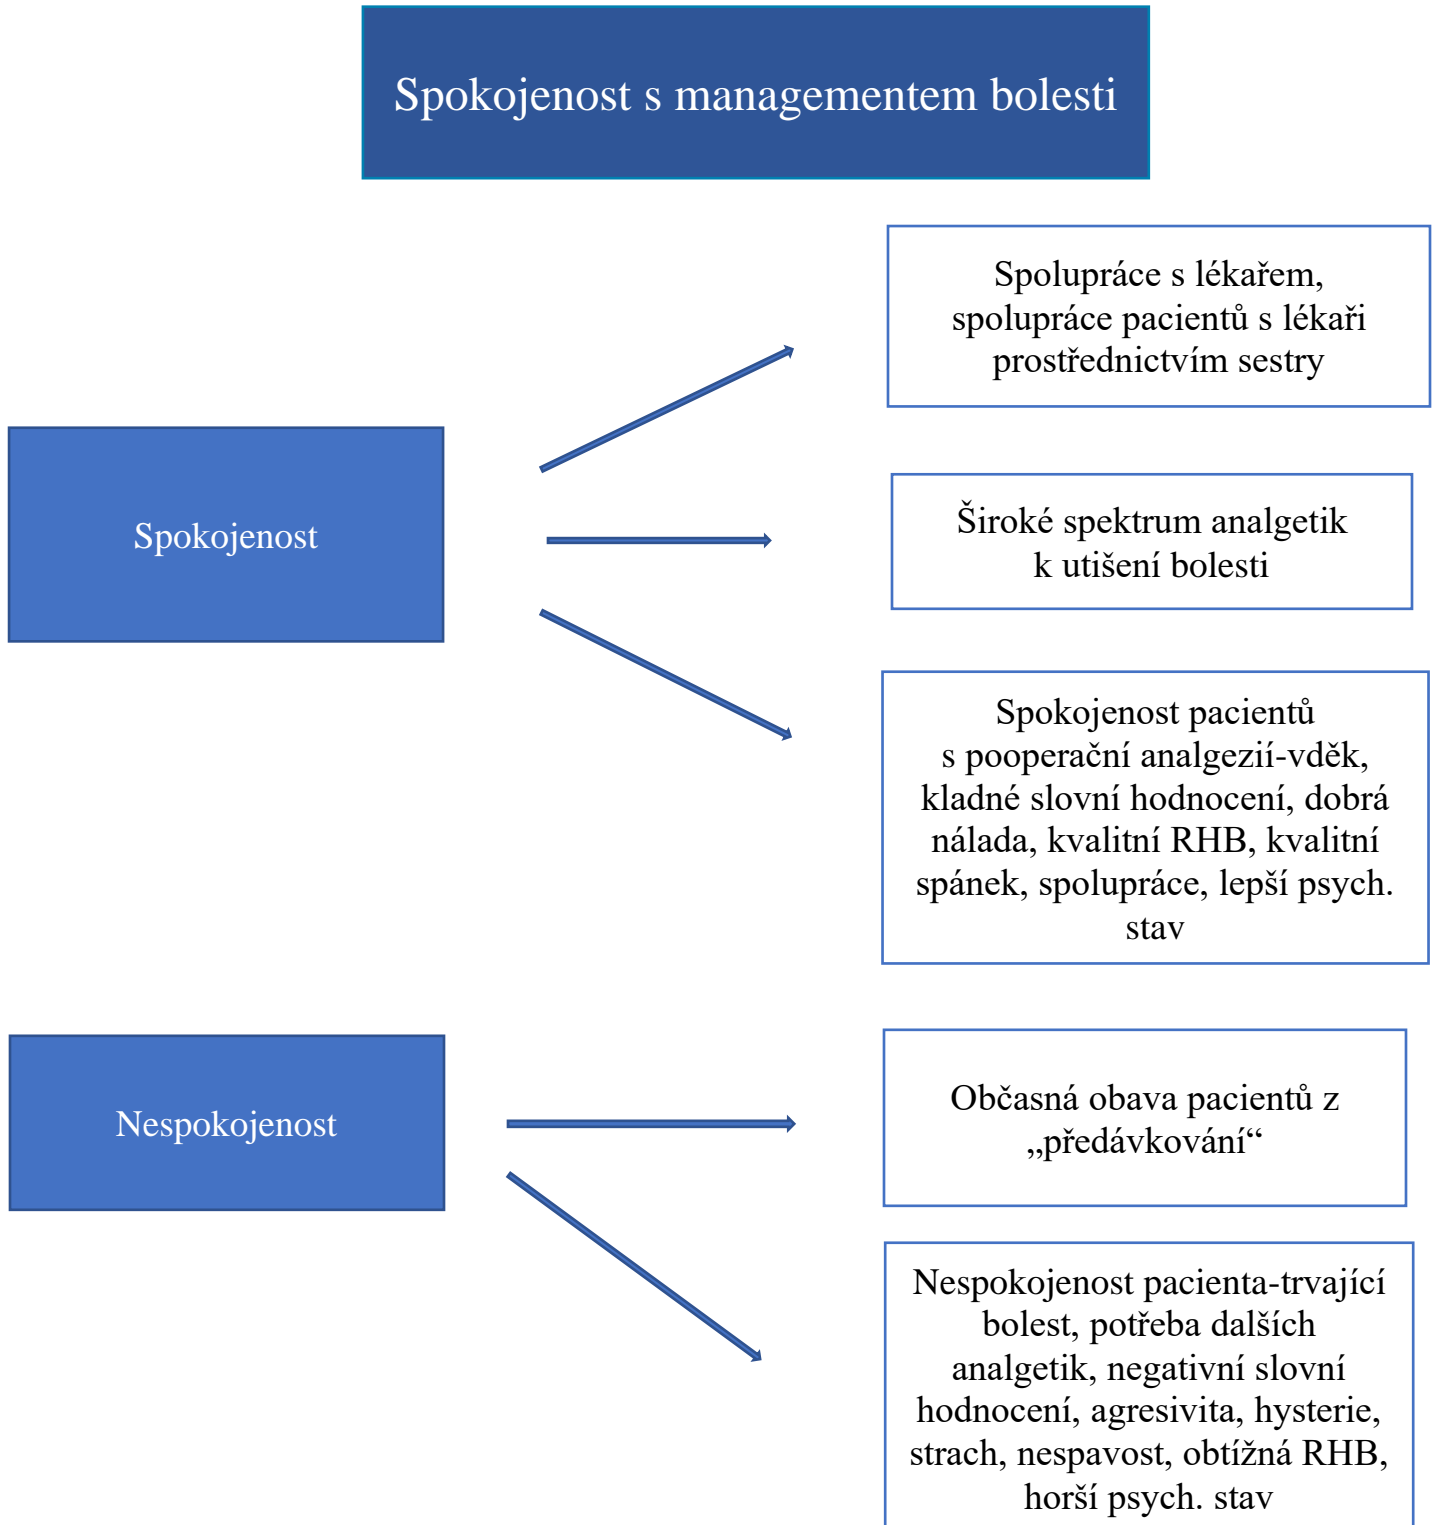 Spokojenost s managementem bolesti
Spolupráce s lékařem,
spolupráce pacientů s lékaři
prostřednictvím sestry
Spokojenost
Široké spektrum analgetik
k utišení bolesti
Spokojenost pacientů
s pooperační analgezií-vděk,
kladné slovní hodnocení, dobrá
nálada, kvalitní RHB, kvalitní
spánek, spolupráce, lepší psych.
stav
Nespokojenost
Občasná obava pacientů z
„předávkování“
Nespokojenost pacienta-trvající
bolest, potřeba dalších
analgetik, negativní slovní
hodnocení, agresivita, hysterie,
strach, nespavost, obtížná RHB,
horší psych. stav